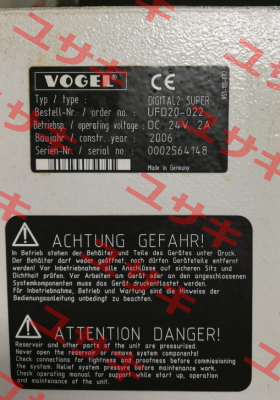 VOGEL®
CE
Typ / type : DIGITAL2 SUPER
Bestell-Nr. / order no. : UFD20-022
Betriebsp. / operating voltage : DC 24V 2A
Baujahr / constr. year : 2006
Serien-Nr. / serien no. : 0002564148
Made in Germany
ACHTUNG GEFAHR!
In Betrieb stehen der Behälter und Teile des Gerätes unter Druck.
Der Behälter darf weder geöffnet, noch dürfen Geräteteile entfernt
werden! Vor Inbetriebnahme alle Anschlüsse auf sicheren Sitz und
Dichtheit prüfen. Vor Arbeiten am Gerät oder an den angeschlossenen
Systemkomponenten muss das Gerät druckentlastet werden!
Für Inbetriebnahme, Betrieb und Wartung sind die Hinweise der
Bedienungsanleitung unbedingt zu beachten!
ATTENTION DANGER!
Reservoir and other parts of the unit are pressurized.
Never open the reservoir or remove system components!
Check connections for tightness and proofness before commissioning
the system. Relief system pressure before maintenance work.
Check operating manual for support while start up, operation
and maintenance of the unit.
ユササキ